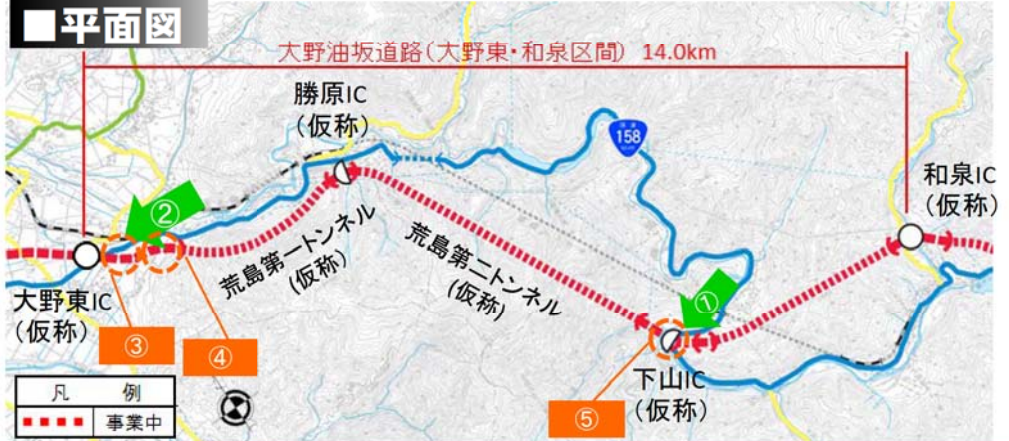 ■平面図
大野油坂道路(大野東・和泉区間) 14.0km
勝原IC
(仮称)
158
和泉IC
(仮称)
②
荒島第一トンネル
(仮称)
荒島第二トンネル
(仮称)
①
大野東IC
(仮称)
③
④
下山IC
(仮称)
⑤
凡 例
事業中